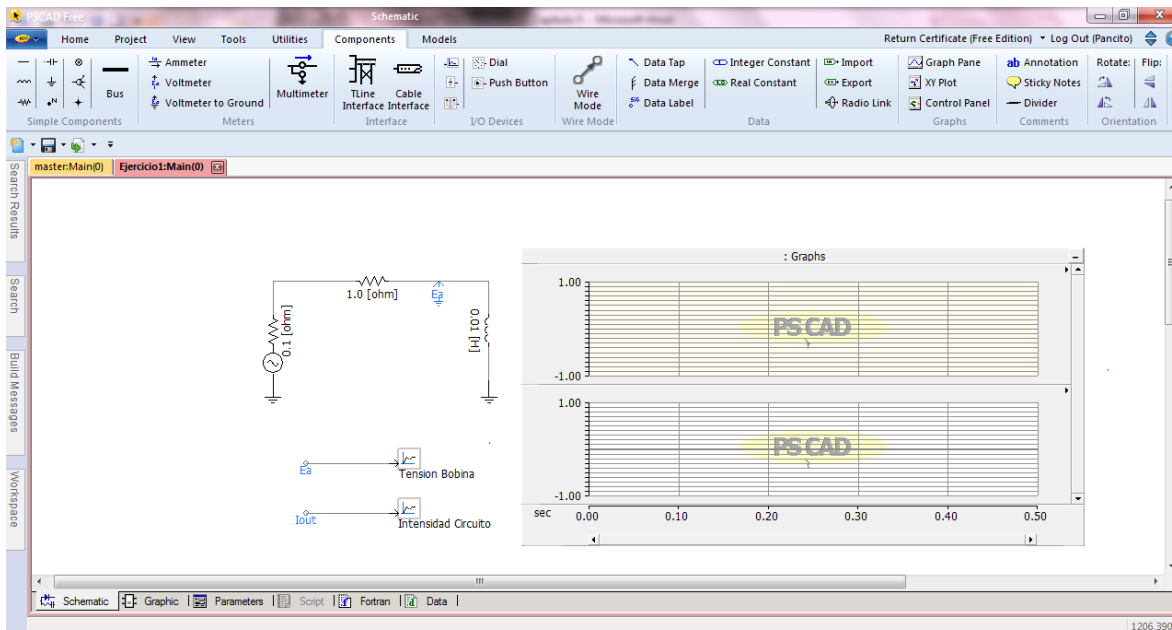 PSCAD Free
Schematic
Home Project View Tools Utilities Components Models
Return Certificate (Free Edition) Log Out (Pancito)
Bus
Ammeter
Voltmeter
Voltmeter to Ground
Multimeter
TLine Interface
Cable Interface
Dial
Push Button
Wire Mode
Data Tap
Data Merge
Data Label
Integer Constant
Real Constant
Import
Export
Radio Link
Graph Pane
XY Plot
Control Panel
ab Annotation
Sticky Notes
Divider
Rotate:
Flip:
Simple Components Meters Interface I/O Devices Wire Mode Data Graphs Comments Orientation
master:Main(0) Ejercicio1:Main(0)
Search Results
Search
Build Messages
Workspace
1.0 [ohm]
Ea
0.1 [ohm]
0.01 [H]
Ea
Tension Bobina
Iout
Intensidad Circuito
: Graphs
1.00
PSCAD
-1.00
1.00
PSCAD
-1.00
sec 0.00 0.10 0.20 0.30 0.40 0.50
Schematic Graphic Parameters Script Fortran Data
1206,390